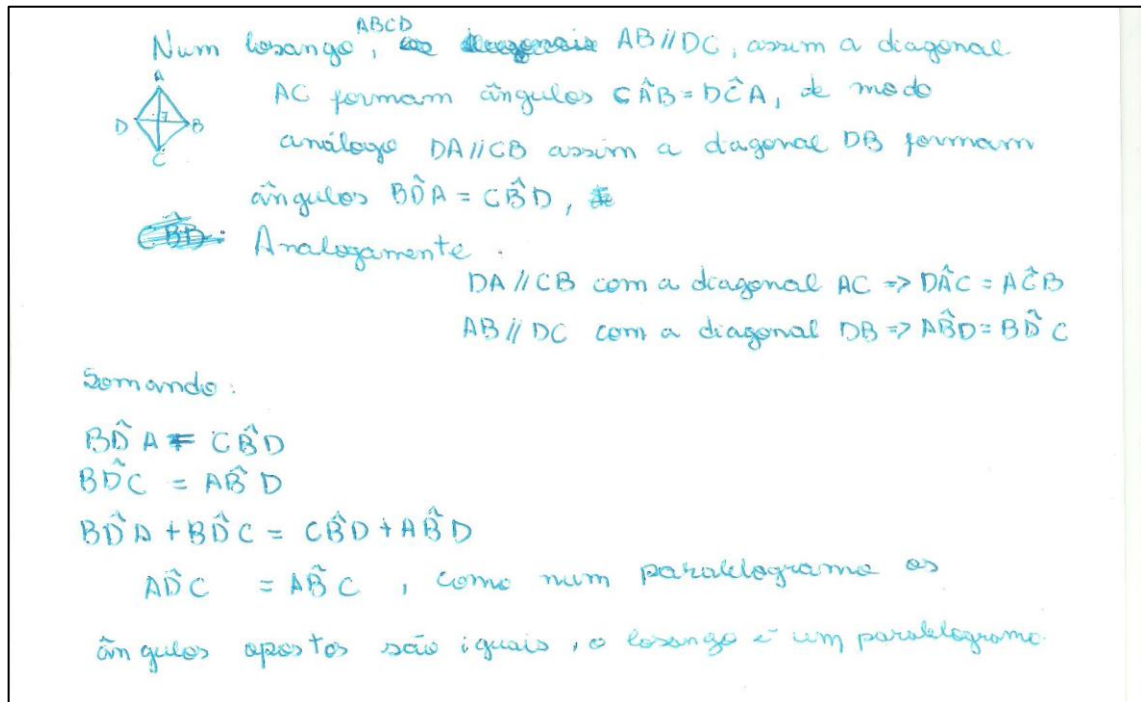 ABCD
Num losango, AB//DC, assim a diagonal
A
D B
C
AC formam ângulos CÂB = DĈA, de modo
análogo DA//CB assim a dagonal DB formam
ângulos BD̂A = CB̂D,
CB̂D: Analogamente.
DA // CB com a diagonal AC => DÂC = AĈB
AB // DC com a diagonal DB => AB̂D = BD̂C
Somando:
BD̂A = CB̂D
BD̂C = AB̂D
BD̂A + BD̂C = CB̂D + AB̂D
AD̂C = AB̂C, como num paralelogramo os
ângulos opostos são iguais, o losango é um paralelogramo.